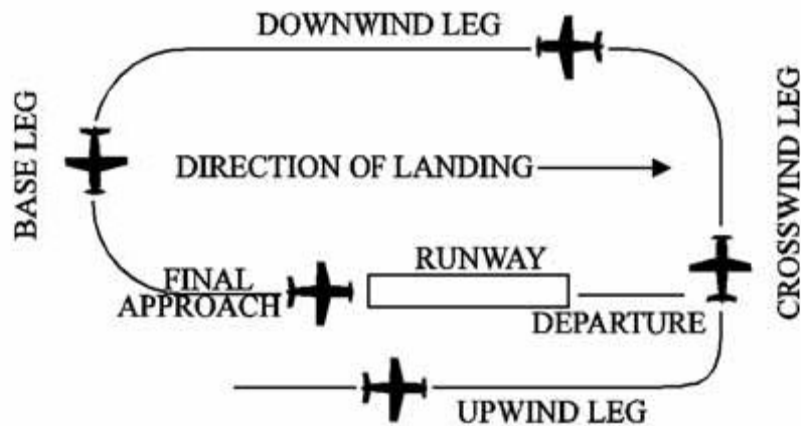 DOWNWIND LEG
BASE LEG
CROSSWIND LEG
DIRECTION OF LANDING
RUNWAY
FINAL
APPROACH
DEPARTURE
UPWIND LEG